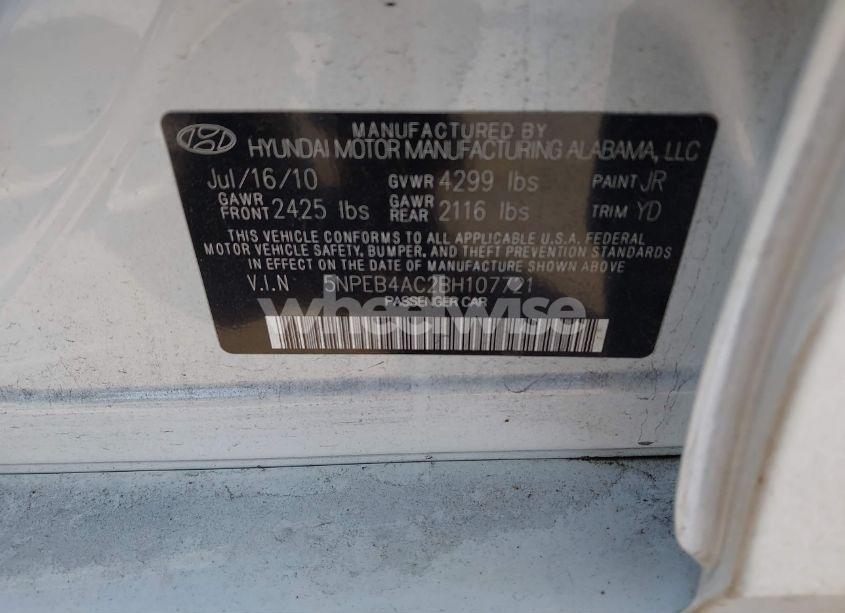 MANUFACTURED BY
HYUNDAI MOTOR MANUFACTURING ALABAMA, LLC
Jul/16/10 GVWR 4299 lbs PAINT JR
GAWR FRONT 2425 lbs GAWR REAR 2116 lbs TRIM YD
THIS VEHICLE CONFORMS TO ALL APPLICABLE U.S.A. FEDERAL
MOTOR VEHICLE SAFETY, BUMPER, AND THEFT PREVENTION STANDARDS
IN EFFECT ON THE DATE OF MANUFACTURE SHOWN ABOVE
V.I.N 5NPEB4AC2BH107721
PASSENGER CAR
wheelwise